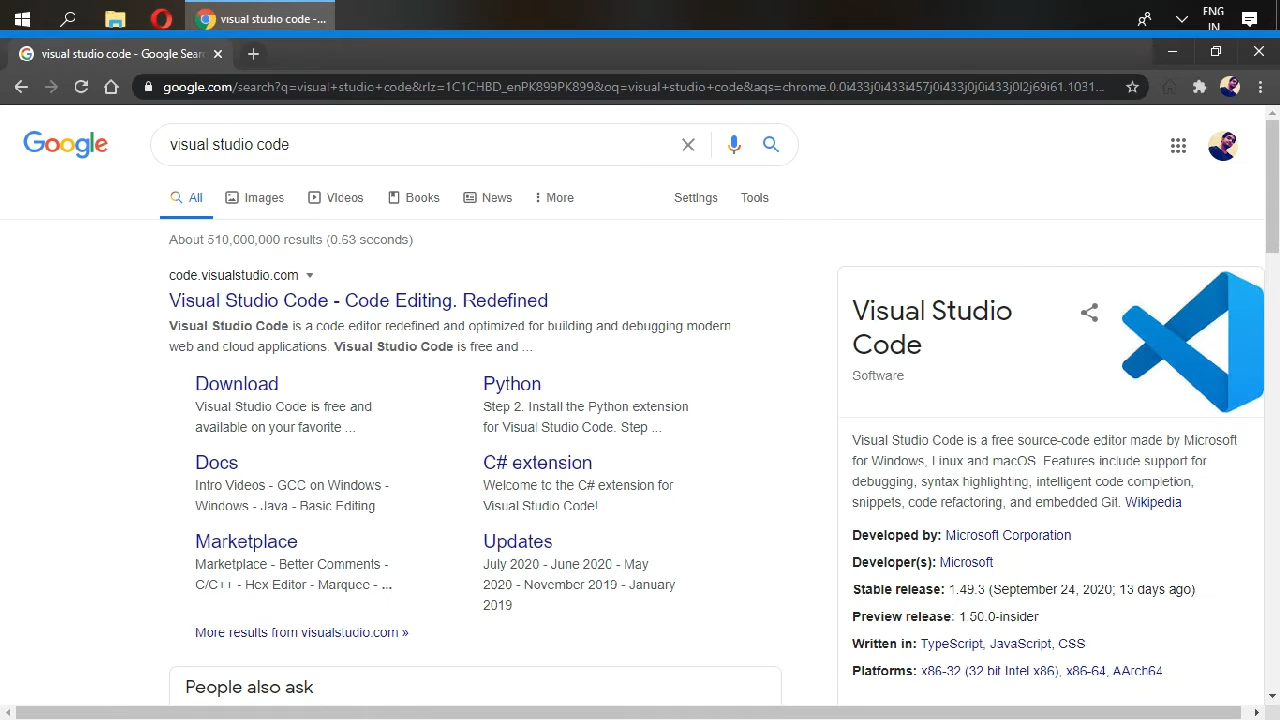 visual studio code -...
ENG
IN
visual studio code - Google Sear
google.com/search?q=visual+studio+code&rlz=1C1CHBD_enPK899PK899&oq=visual+studio+code&aqs=chrome.0.0i433j0i433i457j0i433j0j0i433j0l2j69i61.1031...
Google
visual studio code
All
Images
Videos
Books
News
More
Settings
Tools
About 510,000,000 results (0.63 seconds)
code.visualstudio.com
Visual Studio Code - Code Editing. Redefined
Visual Studio Code is a code editor redefined and optimized for building and debugging modern
web and cloud applications. Visual Studio Code is free and ...
Download
Visual Studio Code is free and
available on your favorite ...
Python
Step 2. Install the Python extension
for Visual Studio Code. Step ...
Docs
Intro Videos - GCC on Windows -
Windows - Java - Basic Editing
C# extension
Welcome to the C# extension for
Visual Studio Code!
Marketplace
Marketplace - Better Comments -
C/C++ - Hex Editor - Marquee - ...
Updates
July 2020 - June 2020 - May
2020 - November 2019 - January
2019
More results from visualstudio.com »
People also ask
Visual Studio
Code
Software
Visual Studio Code is a free source-code editor made by Microsoft
for Windows, Linux and macOS. Features include support for
debugging, syntax highlighting, intelligent code completion,
snippets, code refactoring, and embedded Git. Wikipedia
Developed by: Microsoft Corporation
Developer(s): Microsoft
Stable release: 1.49.3 (September 24, 2020; 13 days ago)
Preview release: 1.50.0-insider
Written in: TypeScript, JavaScript, CSS
Platforms: x86-32 (32 bit Intel x86), x86-64, AArch64